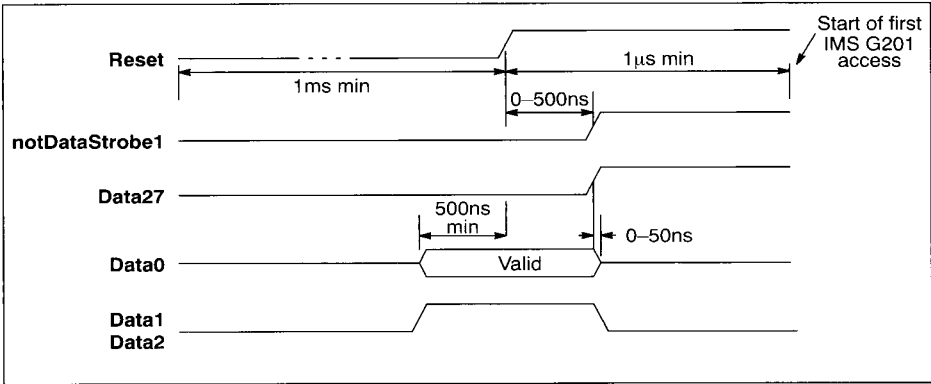 Start of first
IMS G201
access
Reset
1ms min
1µs min
0–500ns
notDataStrobe1
Data27
500ns
min
0–50ns
Data0
Valid
Data1
Data2